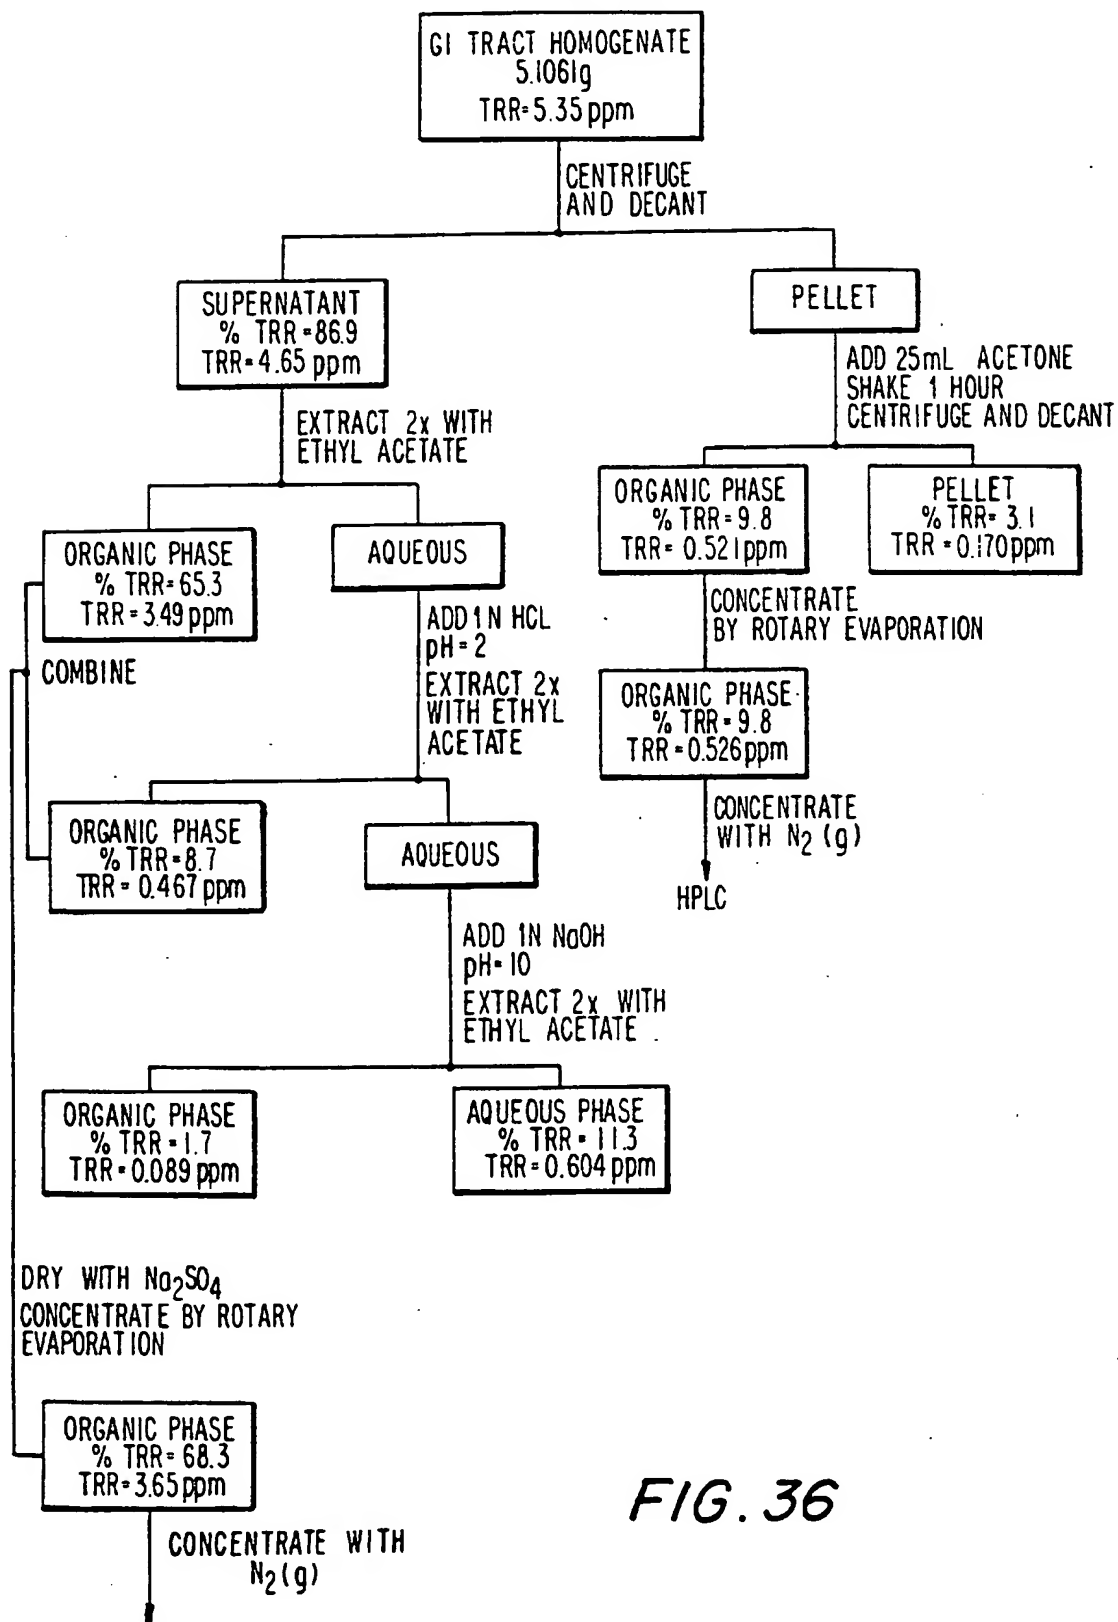 GI TRACT HOMOGENATE
5.1061g
TRR=5.35 ppm
CENTRIFUGE
AND DECANT
SUPERNATANT
% TRR=86.9
TRR=4.65 ppm
PELLET
ADD 25mL ACETONE
SHAKE 1 HOUR
CENTRIFUGE AND DECANT
EXTRACT 2x WITH
ETHYL ACETATE
ORGANIC PHASE
% TRR=9.8
TRR=0.521ppm
PELLET
% TRR=3.1
TRR=0.170ppm
ORGANIC PHASE
% TRR=65.3
TRR=3.49 ppm
AQUEOUS
CONCENTRATE
BY ROTARY EVAPORATION
COMBINE
ADD 1N HCL
pH=2
EXTRACT 2x
WITH ETHYL
ACETATE
ORGANIC PHASE
% TRR=9.8
TRR=0.526ppm
CONCENTRATE
WITH N2 (g)
HPLC
ORGANIC PHASE
% TRR=8.7
TRR=0.467 ppm
AQUEOUS
ADD 1N NaOH
pH=10
EXTRACT 2x WITH
ETHYL ACETATE
ORGANIC PHASE
% TRR=1.7
TRR=0.089 ppm
AQUEOUS PHASE
% TRR=11.3
TRR=0.604 ppm
DRY WITH Na2SO4
CONCENTRATE BY ROTARY
EVAPORATION
ORGANIC PHASE
% TRR=68.3
TRR=3.65ppm
CONCENTRATE WITH
N2(g)
FIG. 36